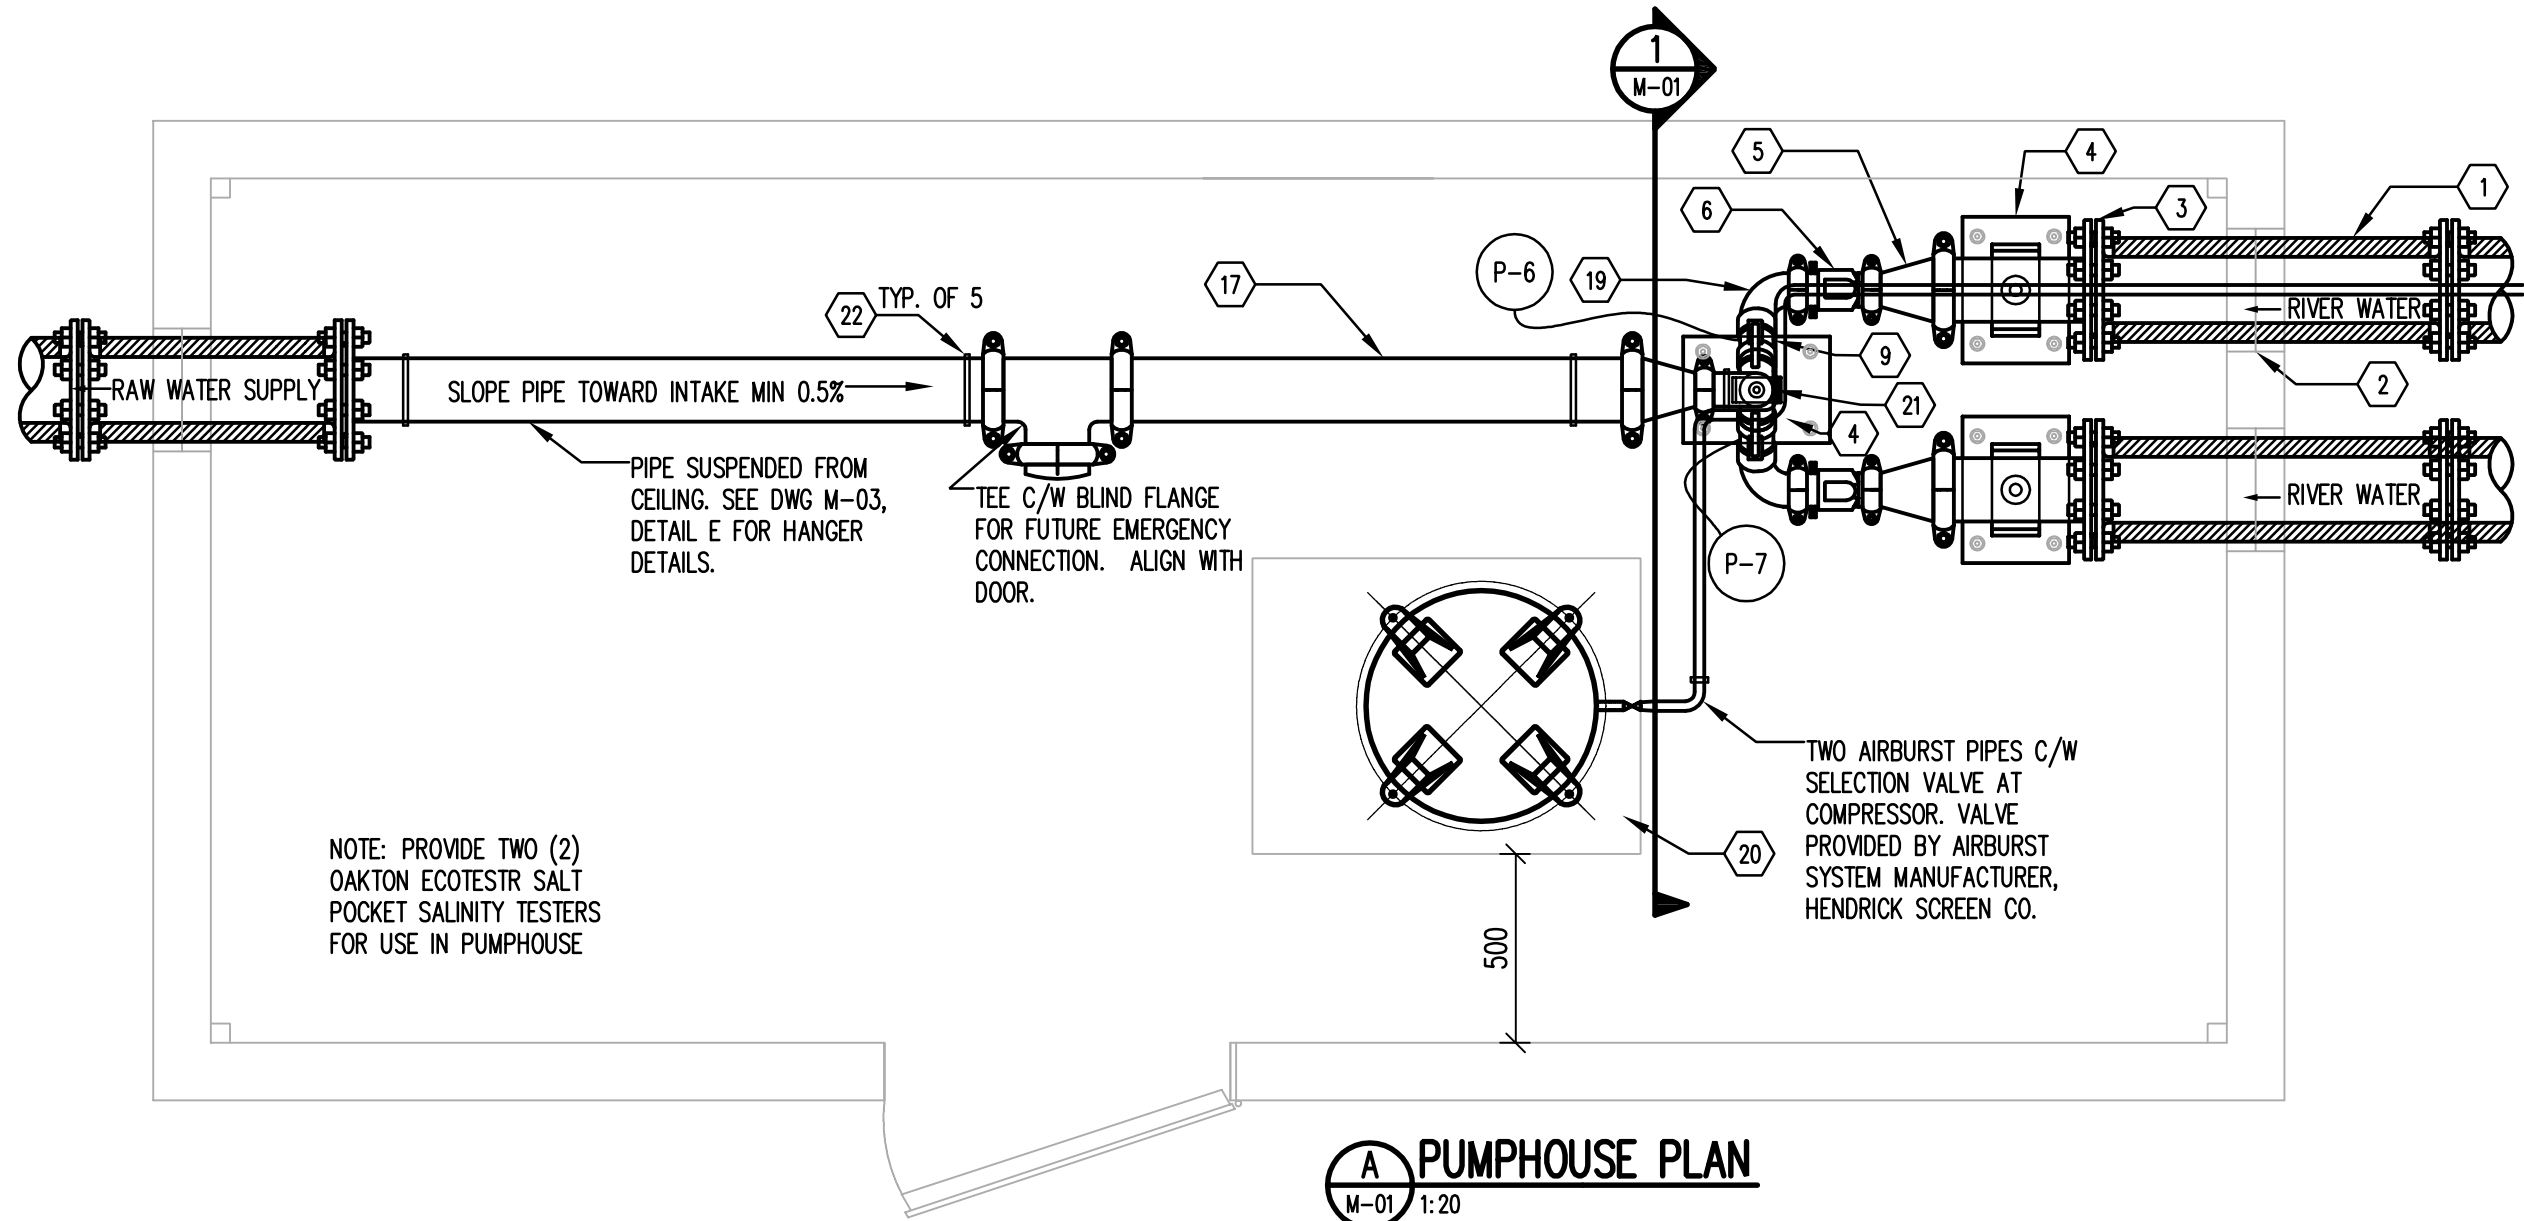 1
M-01
5
4
6
3
1
P-6
19
17
TYP. OF 5
22
RIVER WATER
9
2
RAW WATER SUPPLY
SLOPE PIPE TOWARD INTAKE MIN 0.5%
21
4
PIPE SUSPENDED FROM
CEILING. SEE DWG M-03,
DETAIL E FOR HANGER
DETAILS.
TEE C/W BLIND FLANGE
FOR FUTURE EMERGENCY
CONNECTION. ALIGN WITH
DOOR.
RIVER WATER
P-7
TWO AIRBURST PIPES C/W
SELECTION VALVE AT
COMPRESSOR. VALVE
PROVIDED BY AIRBURST
SYSTEM MANUFACTURER,
HENDRICK SCREEN CO.
20
NOTE: PROVIDE TWO (2)
OAKTON ECOTESTR SALT
POCKET SALINITY TESTERS
FOR USE IN PUMPHOUSE
500
A
M-01
PUMPHOUSE PLAN
1:20